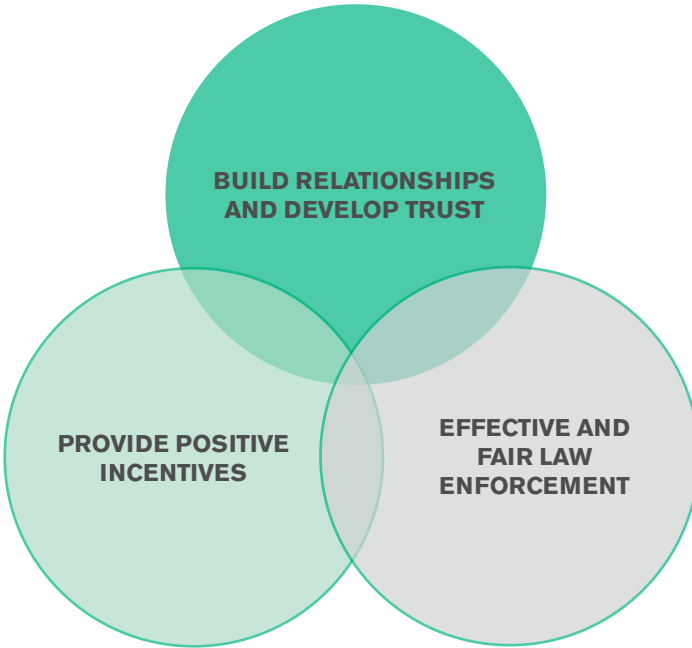 BUILD RELATIONSHIPS
AND DEVELOP TRUST
PROVIDE POSITIVE
INCENTIVES
EFFECTIVE AND
FAIR LAW
ENFORCEMENT